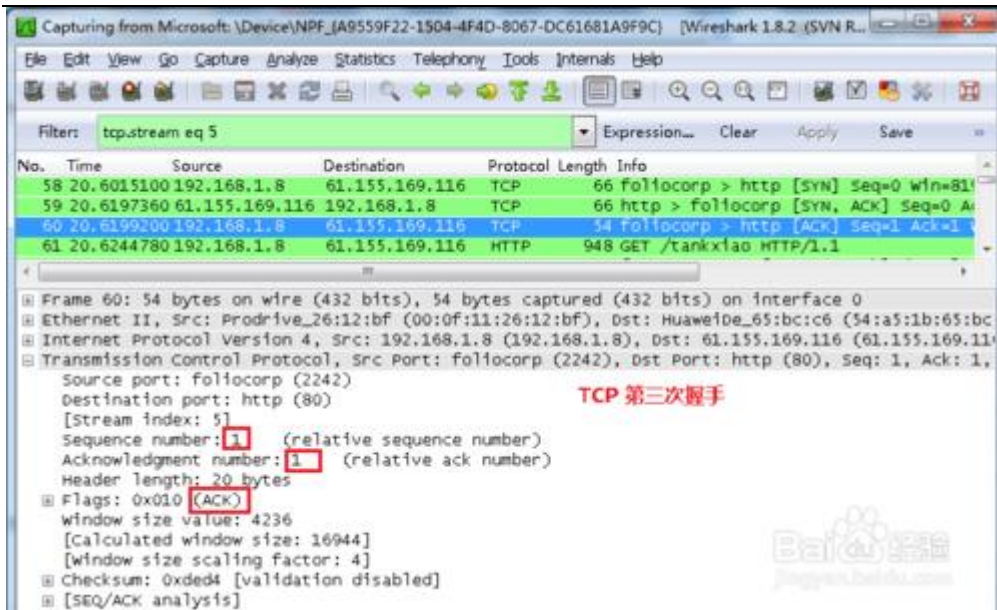 Capturing from Microsoft: \Device\NPF_{A9559F22-1504-4F4D-8067-DC61681A9F9C} [Wireshark 1.8.2 (SVN R...
File Edit View Go Capture Analyze Statistics Telephony Tools Internals Help
Filter: tcp.stream eq 5 Expression... Clear Apply Save
No. Time Source Destination Protocol Length Info
58 20.6015100 192.168.1.8 61.155.169.116 TCP 66 foliocorp > http [SYN] Seq=0 Win=819
59 20.6197360 61.155.169.116 192.168.1.8 TCP 66 http > foliocorp [SYN, ACK] Seq=0 A
60 20.6199200 192.168.1.8 61.155.169.116 TCP 54 foliocorp > http [ACK] Seq=1 Ack=1
61 20.6244780 192.168.1.8 61.155.169.116 HTTP 948 GET /tankxiao HTTP/1.1
Frame 60: 54 bytes on wire (432 bits), 54 bytes captured (432 bits) on interface 0
Ethernet II, Src: Prodrive_26:12:bf (00:0f:11:26:12:bf), Dst: HuaweiDe_65:bc:c6 (54:a5:1b:65:bc
Internet Protocol Version 4, Src: 192.168.1.8 (192.168.1.8), Dst: 61.155.169.116 (61.155.169.11
Transmission Control Protocol, Src Port: foliocorp (2242), Dst Port: http (80), Seq: 1, Ack: 1,
Source port: foliocorp (2242)
Destination port: http (80)
TCP 第三次握手
[Stream index: 5]
Sequence number: 1 (relative sequence number)
Acknowledgment number: 1 (relative ack number)
Header length: 20 bytes
Flags: 0x010 (ACK)
Window size value: 4236
[Calculated window size: 16944]
[Window size scaling factor: 4]
Checksum: 0xded4 [validation disabled]
[SEQ/ACK analysis]
Baidu 经验
jingyan.baidu.com